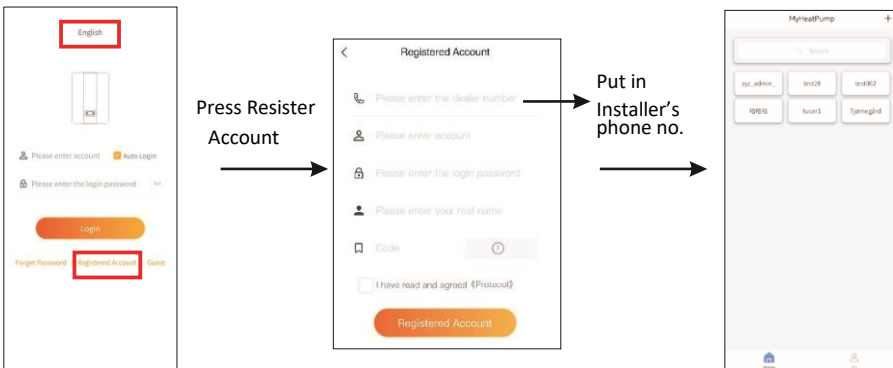 English
Please enter account
Auto Login
Please enter the login password
Login
Forget Password
Registered Account
Guest
Press Resister
Account
Registered Account
Please enter the dealer number
Please enter account
Please enter the login password
Please enter your real name
Code
I have read and agreed 《Protocol》
Registered Account
Put in
Installer's
phone no.
MyHeatPump
+
Search
zyz_admin_
test28
test002
tuser1
Tjørnegård